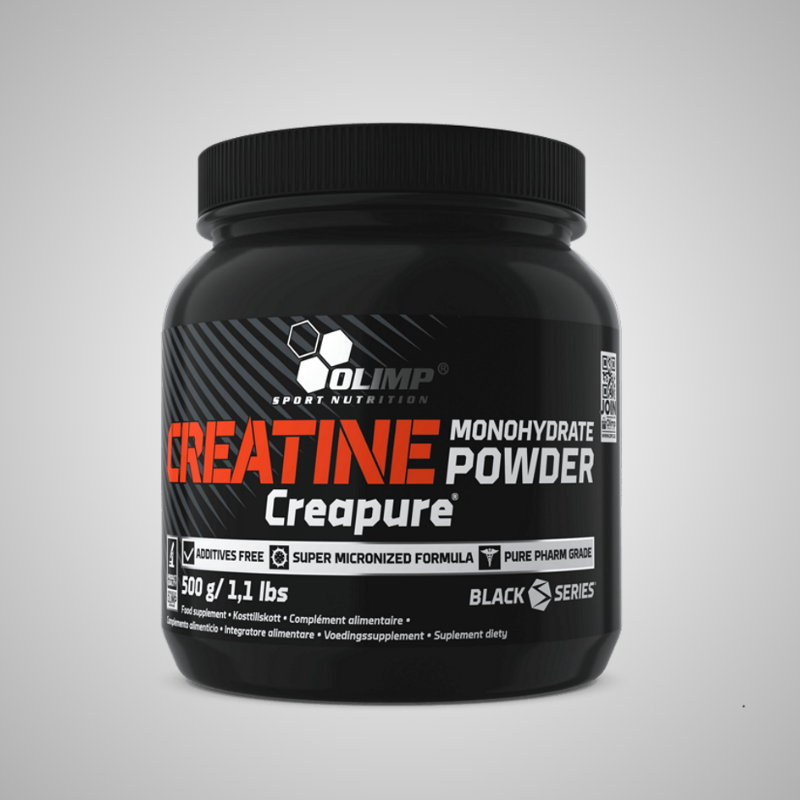 OLIMP®
SPORT NUTRITION
CREATINE MONOHYDRATE POWDER
Creapure®
ADDITIVES FREE SUPER MICRONIZED FORMULA PURE PHARM GRADE
500 g/ 1,1 lbs
BLACK SERIES
Food supplement • Kosttillskott • Complément alimentaire •
Complemento alimenticio • Integratore alimentare • Voedingssupplement • Suplement diety
JOIN